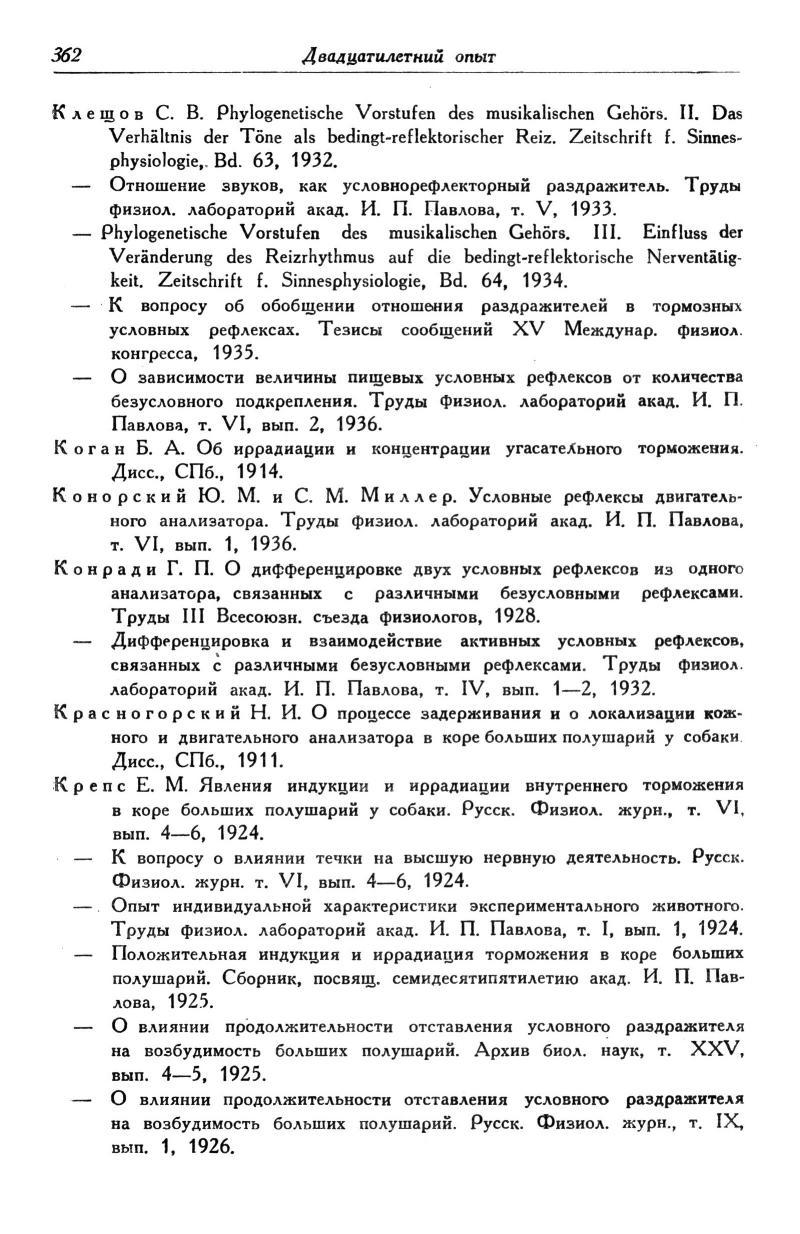 362 Двадцатилетний опыт
Клещов С. В. Phylogenetische Vorstufen des musikalischen Gehörs. II. Das
Verhältnis der Töne als bedingt-reflektorischer Reiz. Zeitschrift f. Sinnes-
physiologie, Bd. 63, 1932.
— Отношение звуков, как условнорефлекторный раздражитель. Труды
физиол. лабораторий акад. И. П. Павлова, т. V, 1933.
— Phylogenetische Vorstufen des musikalischen Gehörs. III. Einfluss der
Veränderung des Reizrhythmus auf die bedingt-reflektorische Nerventätig-
keit. Zeitschrift f. Sinnesphysiologie, Bd. 64, 1934.
— К вопросу об обобщении отношения раздражителей в тормозных
условных рефлексах. Тезисы сообщений XV Междунар. физиол.
конгресса, 1935.
— О зависимости величины пищевых условных рефлексов от количества
безусловного подкрепления. Труды физиол. лабораторий акад. И. П.
Павлова, т. VI, вып. 2, 1936.
Коган Б. А. Об иррадиации и концентрации угасательного торможения.
Дисс., СПб., 1914.
Конорский Ю. М. и С. М. Миллер. Условные рефлексы двигатель-
ного анализатора. Труды физиол. лабораторий акад. И. П. Павлова,
т. VI, вып. 1, 1936.
Конради Г. П. О дифференцировке двух условных рефлексов из одного
анализатора, связанных с различными безусловными рефлексами.
Труды III Всесоюзн. съезда физиологов, 1928.
— Дифференцировка и взаимодействие активных условных рефлексов,
связанных с различными безусловными рефлексами. Труды физиол.
лабораторий акад. И. П. Павлова, т. IV, вып. 1—2, 1932.
Красногорский Н. И. О процессе задерживания и о локализации кож-
ного и двигательного анализатора в коре больших полушарий у собаки
Дисс., СПб., 1911.
Крепс Е. М. Явления индукции и иррадиации внутреннего торможения
в коре больших полушарий у собаки. Русск. Физиол. журн., т. VI,
вып. 4—6, 1924.
— К вопросу о влиянии течки на высшую нервную деятельность. Русск.
Физиол. журн. т. VI, вып. 4—6, 1924.
— Опыт индивидуальной характеристики экспериментального животного.
Труды физиол. лабораторий акад. И. П. Павлова, т. I, вып. 1, 1924.
— Положительная индукция и иррадиация торможения в коре больших
полушарий. Сборник, посвящ. семидесятипятилетию акад. И. П. Пав-
лова, 1925.
— О влиянии продолжительности отставления условного раздражителя
на возбудимость больших полушарий. Архив биол. наук, т. XXV,
вып. 4—5, 1925.
— О влиянии продолжительности отставления условного раздражителя
на возбудимость больших полушарий. Русск. Физиол. журн., т. IX,
вып. 1, 1926.